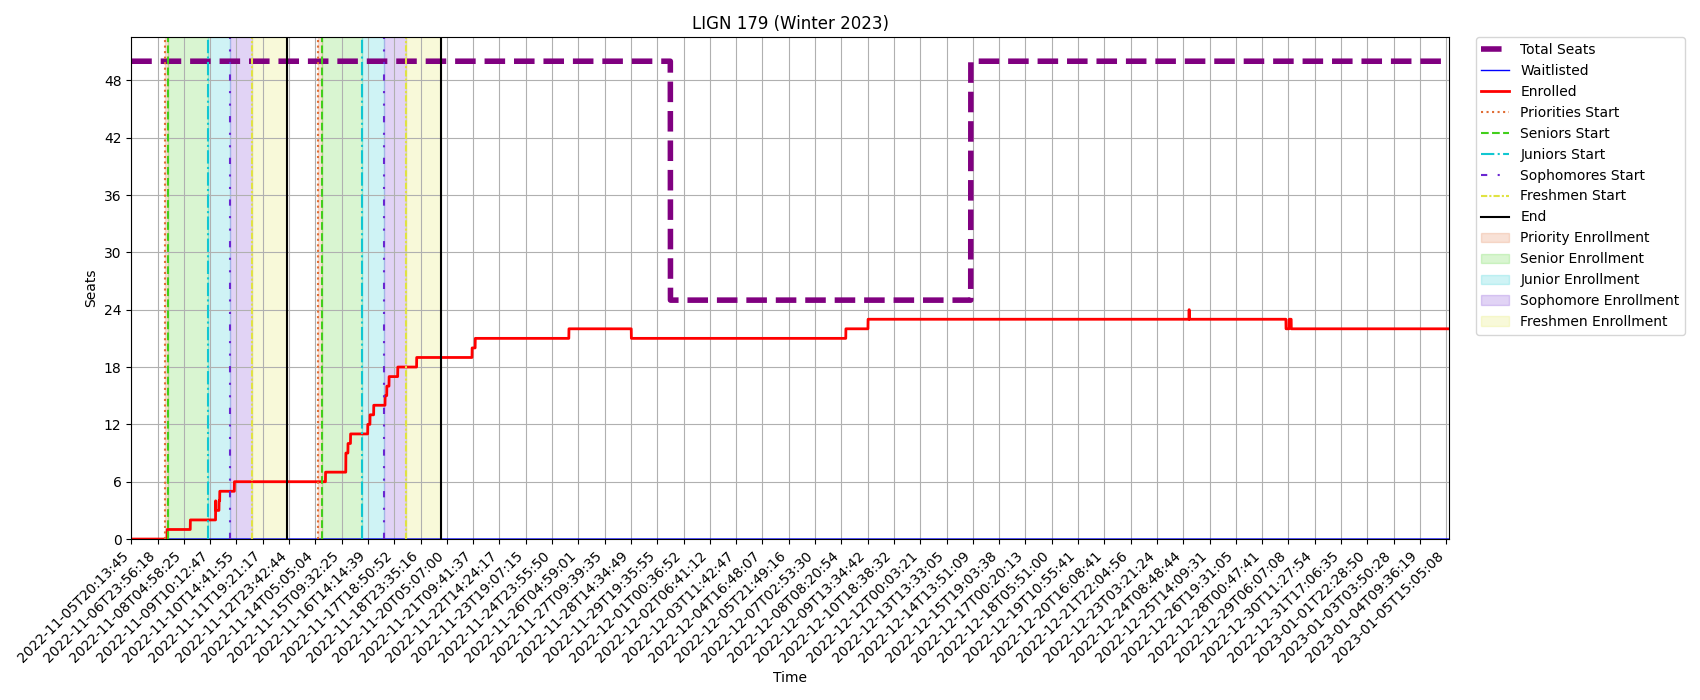 LIGN 179 (Winter 2023)
Total Seats
Waitlisted
Enrolled
Priorities Start
Seniors Start
Juniors Start
Sophomores Start
Freshmen Start
End
Priority Enrollment
Senior Enrollment
Junior Enrollment
Sophomore Enrollment
Freshmen Enrollment
Seats
48
42
36
30
24
18
12
6
0
2022-11-05T20:13:45
2022-11-06T23:56:18
2022-11-08T04:58:25
2022-11-09T10:12:47
2022-11-10T14:41:55
2022-11-11T19:21:17
2022-11-12T23:42:44
2022-11-14T05:05:04
2022-11-15T09:32:25
2022-11-16T14:14:39
2022-11-17T18:50:52
2022-11-18T23:35:16
2022-11-20T05:07:00
2022-11-21T09:41:37
2022-11-22T14:24:17
2022-11-23T19:07:15
2022-11-24T23:55:50
2022-11-26T04:59:01
2022-11-27T09:39:35
2022-11-28T14:34:49
2022-11-29T19:35:55
2022-12-01T00:36:52
2022-12-02T06:41:12
2022-12-03T11:42:47
2022-12-04T16:48:07
2022-12-05T21:49:16
2022-12-07T02:53:30
2022-12-08T08:20:54
2022-12-09T13:34:42
2022-12-10T18:38:32
2022-12-12T00:03:21
2022-12-13T13:33:05
2022-12-14T13:51:09
2022-12-15T19:03:38
2022-12-17T00:20:13
2022-12-18T05:51:00
2022-12-19T10:55:41
2022-12-20T16:08:41
2022-12-21T22:04:56
2022-12-23T03:21:24
2022-12-24T08:48:44
2022-12-25T14:09:31
2022-12-26T19:31:05
2022-12-28T00:47:41
2022-12-29T06:07:08
2022-12-30T11:27:54
2022-12-31T17:06:35
2023-01-01T22:28:50
2023-01-03T03:50:28
2023-01-04T09:36:19
2023-01-05T15:05:08
Time